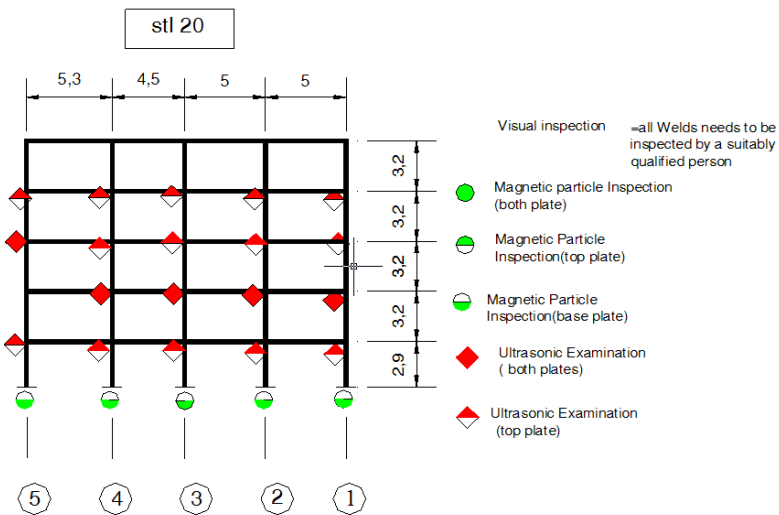 stl 20
5,3 4,5 5 5
3,2
3,2
3,2
3,2
2,9
5 4 3 2 1
Visual inspection =all Welds needs to be
inspected by a suitably
qualified person
Magnetic particle Inspection
(both plate)
Magnetic Particle
Inspection(top plate)
Magnetic Particle
Inspection(base plate)
Ultrasonic Examination
( both plates)
Ultrasonic Examination
(top plate)